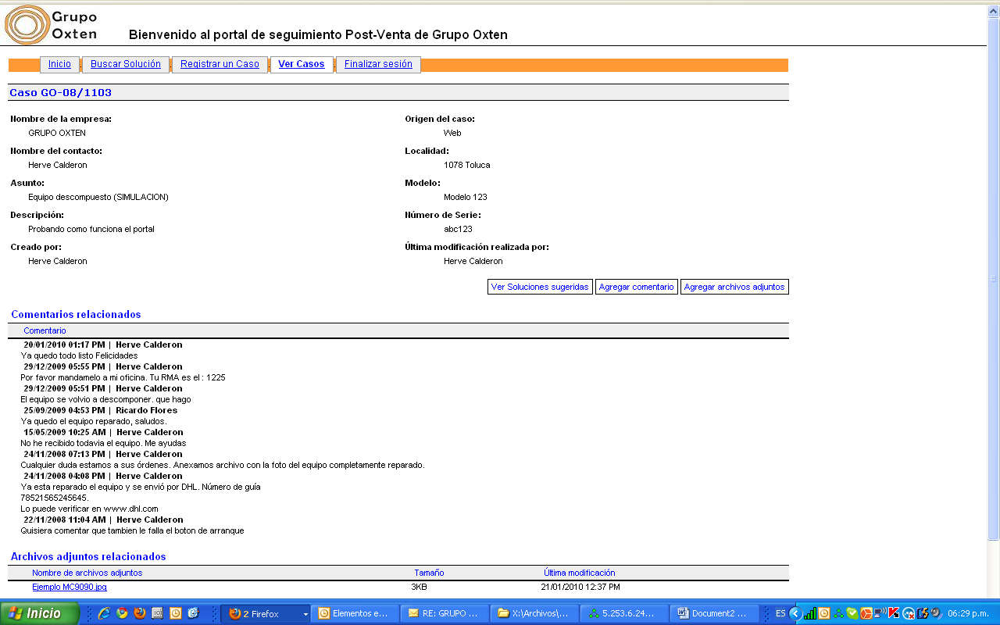 Grupo
Oxten
Bienvenido al portal de seguimiento Post-Venta de Grupo Oxten
Inicio Buscar Solución Registrar un Caso Ver Casos Finalizar sesión
Caso GO-08/1103
Nombre de la empresa: Origen del caso:
GRUPO OXTEN Web
Nombre del contacto: Localidad:
Herve Calderon 1078 Toluca
Asunto: Modelo:
Equipo descompuesto (SIMULACION) Modelo 123
Descripción: Número de Serie:
Probando como funciona el portal abc123
Creado por: Última modificación realizada por:
Herve Calderon Herve Calderon
Ver Soluciones sugeridas Agregar comentario Agregar archivos adjuntos
Comentarios relacionados
Comentario
20/01/2010 01:17 PM | Herve Calderon
Ya quedo todo listo Felicidades
29/12/2009 05:55 PM | Herve Calderon
Por favor mandamelo a mi oficina. Tu RMA es el : 1225
29/12/2009 05:51 PM | Herve Calderon
El equipo se volvio a descomponer. que hago
25/09/2009 04:53 PM | Ricardo Flores
Ya quedo el equipo reparado, saludos.
15/05/2009 10:25 AM | Herve Calderon
No he recibido todavia el equipo. Me ayudas
24/11/2008 07:13 PM | Herve Calderon
Cualquier duda estamos a sus órdenes. Anexamos archivo con la foto del equipo completamente reparado.
24/11/2008 04:08 PM | Herve Calderon
Ya esta reparado el equipo y se envió por DHL. Número de guía
78521565245645.
Lo puede verificar en www.dhl.com
22/11/2008 11:04 AM | Herve Calderon
Quisiera comentar que tambien le falla el boton de arranque
Archivos adjuntos relacionados
Nombre de archivos adjuntos Tamaño Última modificación
Ejemplo MC9090.jpg 3KB 21/01/2010 12:37 PM
Inicio 2 Firefox Elementos e... RE: GRUPO ... X:\Archivos\... 5.253.6.24... Document2 ... ES 06:29 p.m.